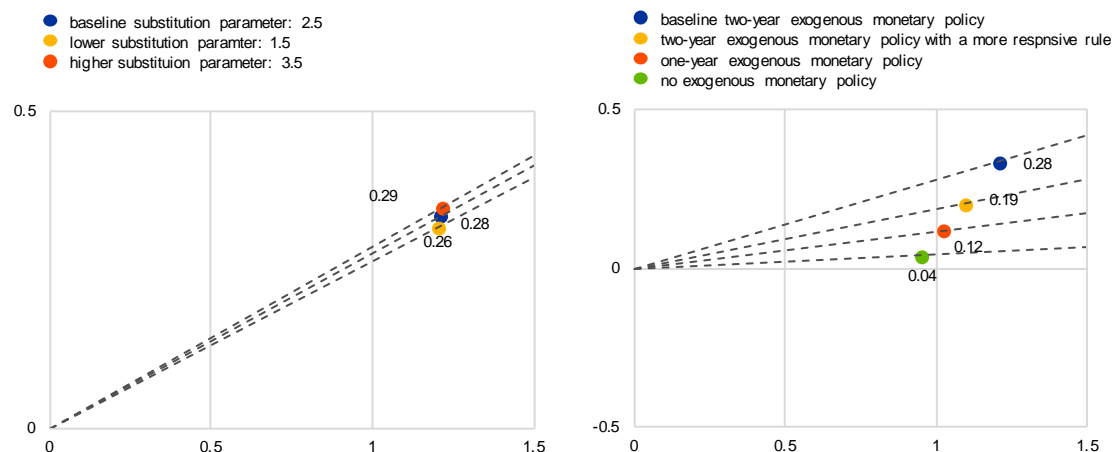 baseline substitution parameter: 2.5
lower substitution paramter: 1.5
higher substituion parameter: 3.5
0.5
0.29
0.28
0.26
0
0
0.5
1
1.5
baseline two-year exogenous monetary policy
two-year exogenous monetary policy with a more respnsive rule
one-year exogenous monetary policy
no exogenous monetary policy
0.5
0.28
0.19
0.12
0.04
0
-0.5
0
0.5
1
1.5